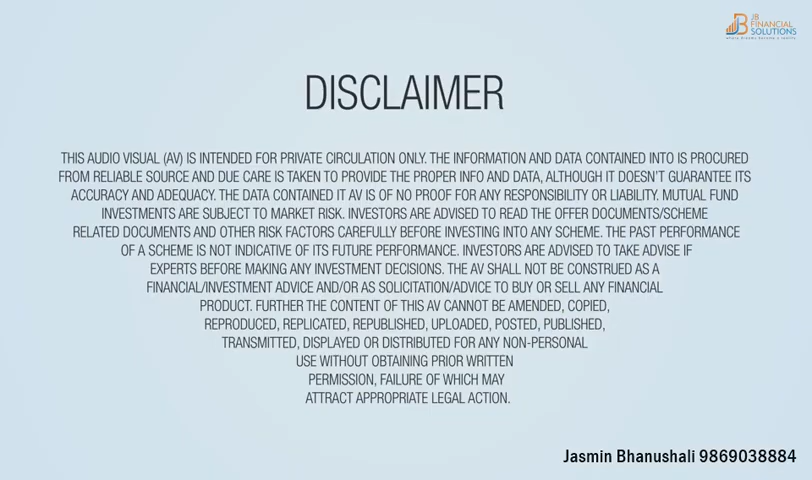 JB
FINANCIAL
SOLUTIONS
where dreams become a reality
DISCLAIMER
THIS AUDIO VISUAL (AV) IS INTENDED FOR PRIVATE CIRCULATION ONLY. THE INFORMATION AND DATA CONTAINED INTO IS PROCURED
FROM RELIABLE SOURCE AND DUE CARE IS TAKEN TO PROVIDE THE PROPER INFO AND DATA, ALTHOUGH IT DOESN'T GUARANTEE ITS
ACCURACY AND ADEQUACY. THE DATA CONTAINED IT AV IS OF NO PROOF FOR ANY RESPONSIBILITY OR LIABILITY. MUTUAL FUND
INVESTMENTS ARE SUBJECT TO MARKET RISK. INVESTORS ARE ADVISED TO READ THE OFFER DOCUMENTS/SCHEME
RELATED DOCUMENTS AND OTHER RISK FACTORS CAREFULLY BEFORE INVESTING INTO ANY SCHEME. THE PAST PERFORMANCE
OF A SCHEME IS NOT INDICATIVE OF ITS FUTURE PERFORMANCE. INVESTORS ARE ADVISED TO TAKE ADVISE IF
EXPERTS BEFORE MAKING ANY INVESTMENT DECISIONS. THE AV SHALL NOT BE CONSTRUED AS A
FINANCIAL/INVESTMENT ADVICE AND/OR AS SOLICITATION/ADVICE TO BUY OR SELL ANY FINANCIAL
PRODUCT. FURTHER THE CONTENT OF THIS AV CANNOT BE AMENDED, COPIED,
REPRODUCED, REPLICATED, REPUBLISHED, UPLOADED, POSTED, PUBLISHED,
TRANSMITTED, DISPLAYED OR DISTRIBUTED FOR ANY NON-PERSONAL
USE WITHOUT OBTAINING PRIOR WRITTEN
PERMISSION, FAILURE OF WHICH MAY
ATTRACT APPROPRIATE LEGAL ACTION.
Jasmin Bhanushali 9869038884